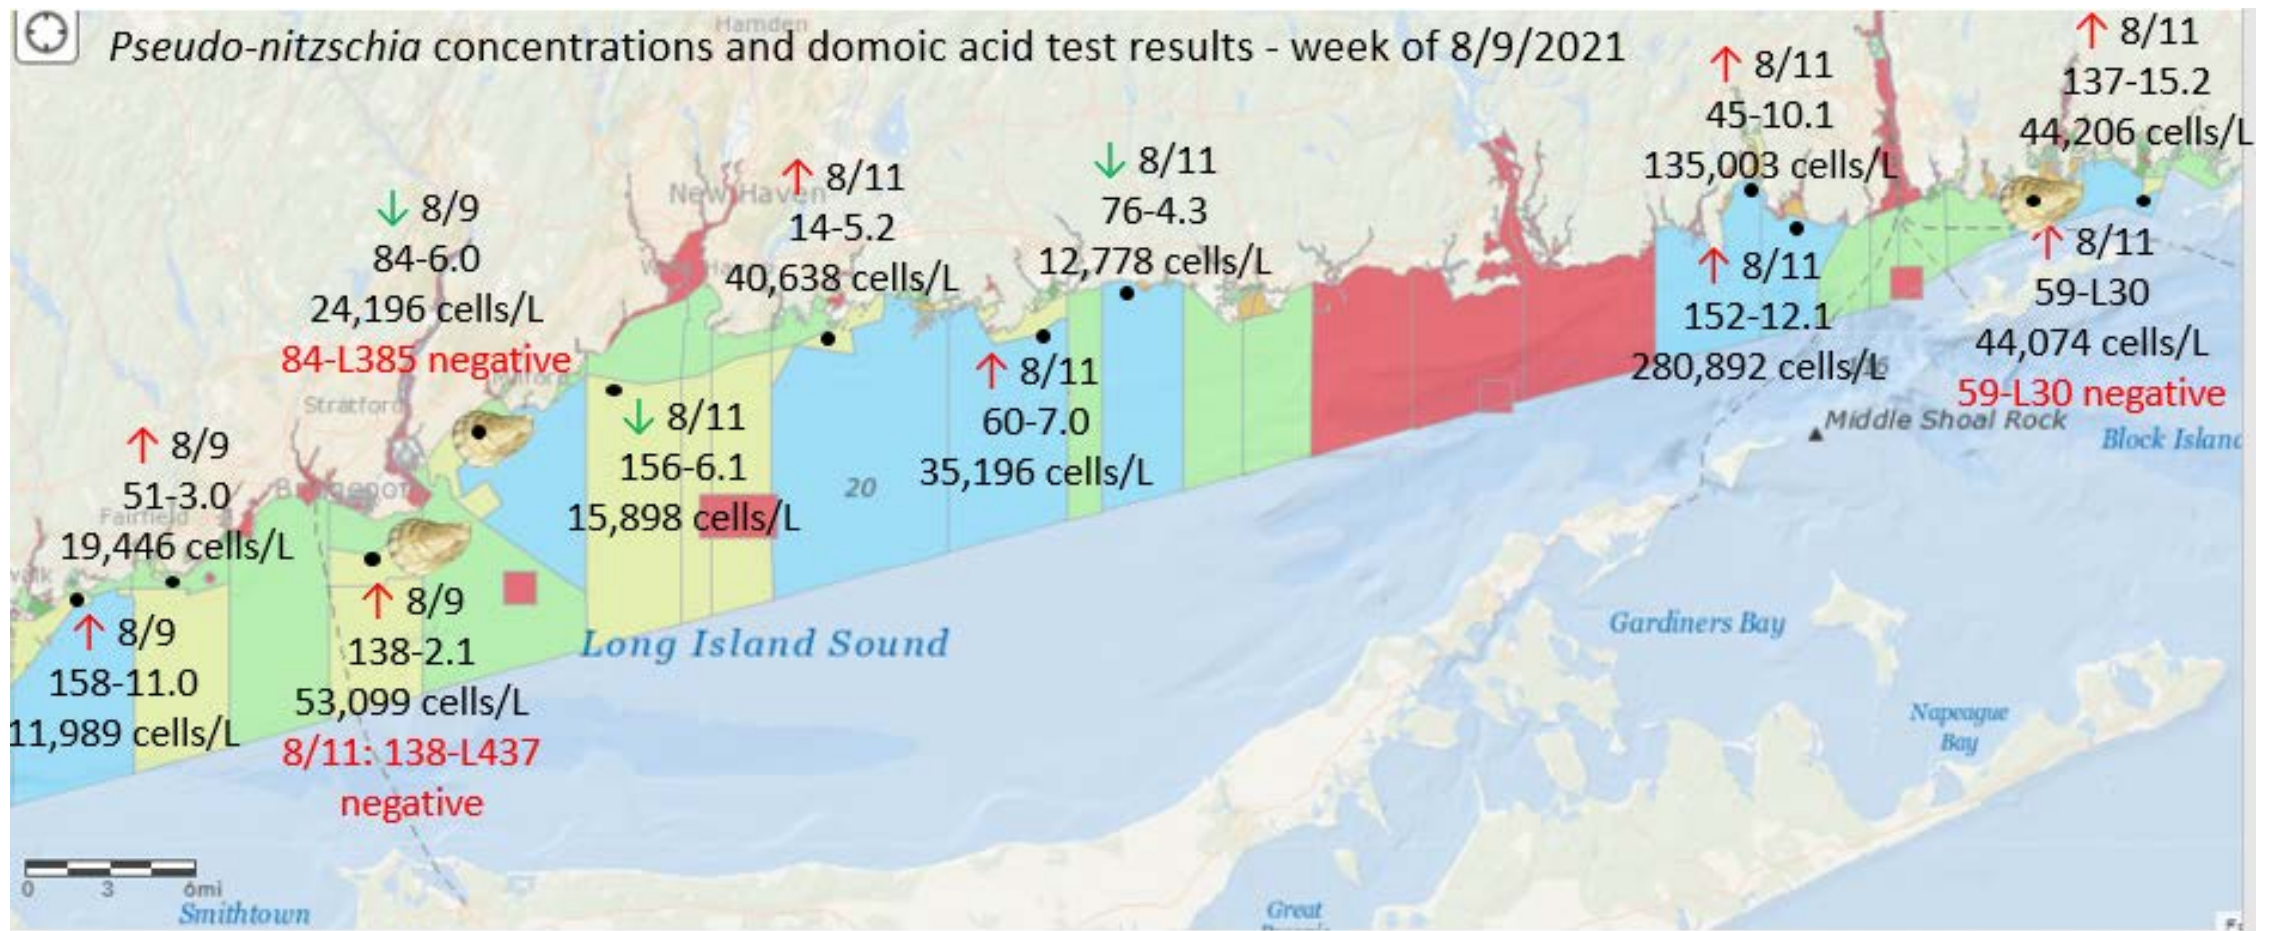 Hamden
Pseudo-nitzschia concentrations and domoic acid test results - week of 8/9/2021
↑ 8/11
137-15.2
44,206 cells/L
↑ 8/11
45-10.1
135,003 cells/L
↓ 8/11
76-4.3
12,778 cells/L
New Haven
↑ 8/11
14-5.2
40,638 cells/L
↓ 8/9
84-6.0
24,196 cells/L
84-L385 negative
Milford
Stratford
↑ 8/11
152-12.1
280,892 cells/L
↑ 8/11
59-L30
44,074 cells/L
59-L30 negative
Middle Shoal Rock
Block Island
↑ 8/11
60-7.0
35,196 cells/L
20
↓ 8/11
156-6.1
15,898 cells/L
↑ 8/9
51-3.0
19,446 cells/L
Bridgeport
Fairfield
↑ 8/9
158-11.0
11,989 cells/L
↑ 8/9
138-2.1
53,099 cells/L
8/11: 138-L437
negative
Long Island Sound
Gardiners Bay
Napeague
Bay
0 3 6mi
Smithtown
Great